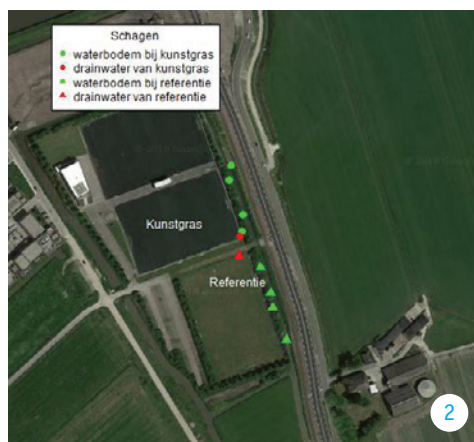 Schagen
waterbodem bij kunstgras
drainwater van kunstgras
waterbodem bij referentie
drainwater van referentie
Kunstgras
Referentie
2